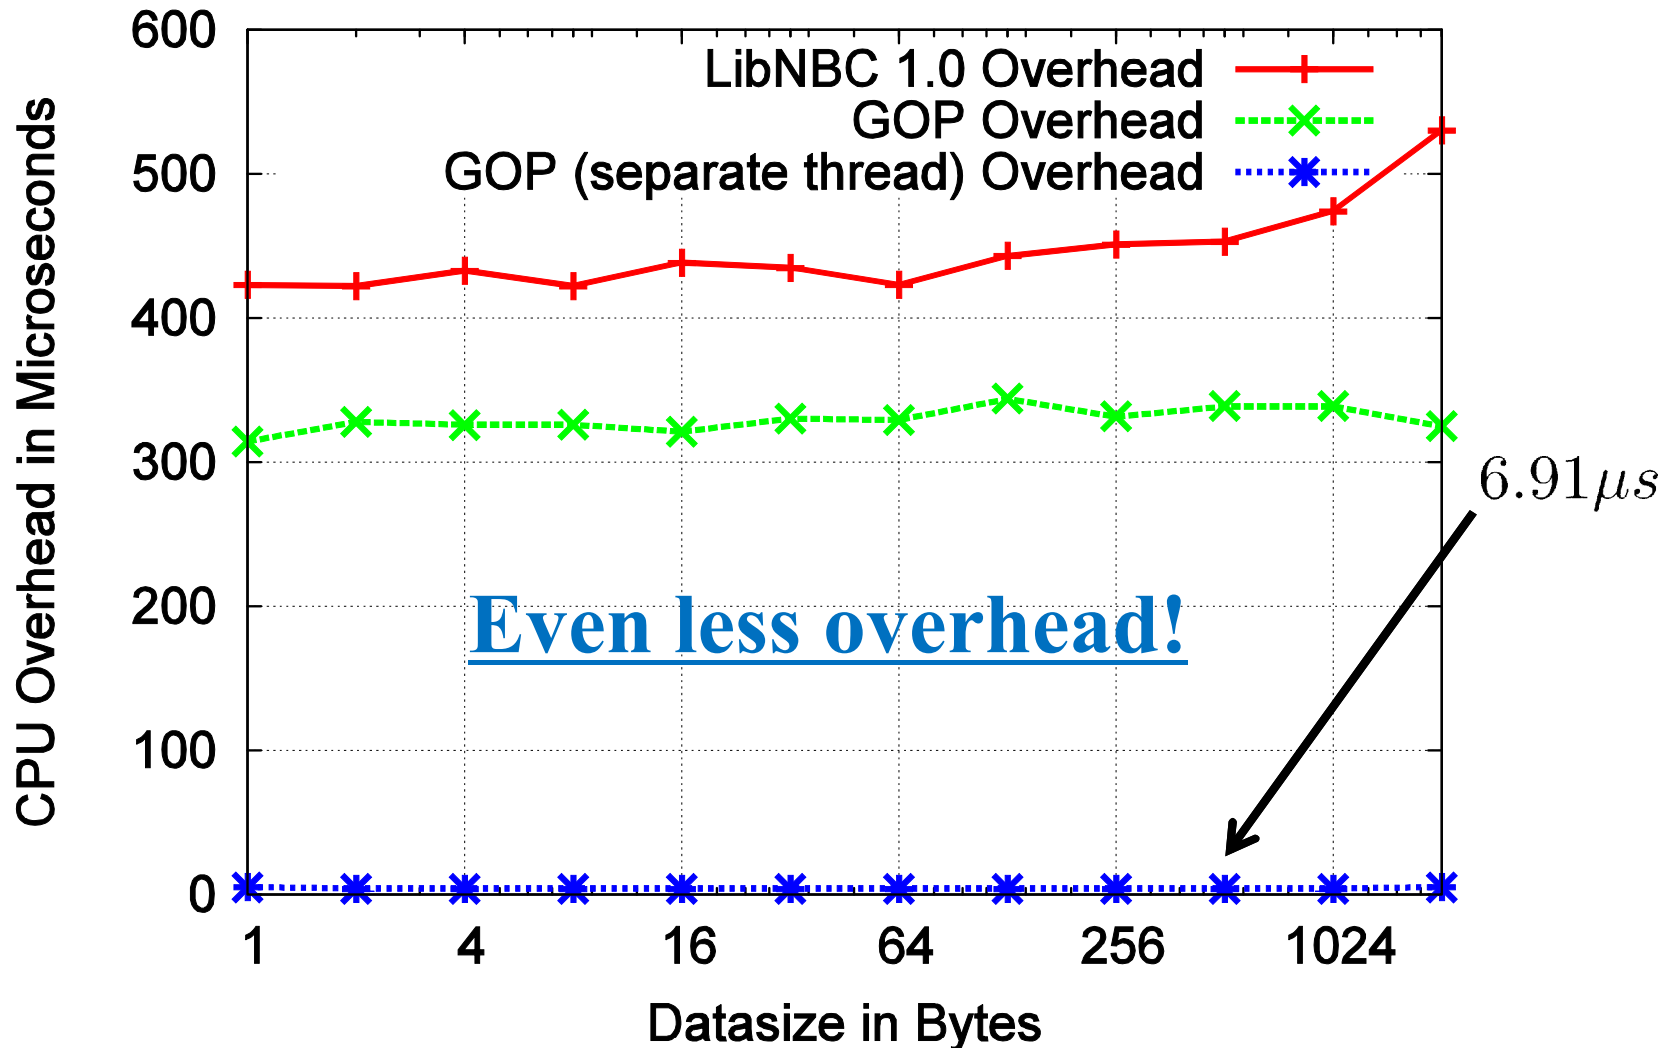 600
500
400
300
200
100
0
CPU Overhead in Microseconds
LibNBC 1.0 Overhead
GOP Overhead
GOP (separate thread) Overhead
6.91μs
Even less overhead!
1 4 16 64 256 1024
Datasize in Bytes